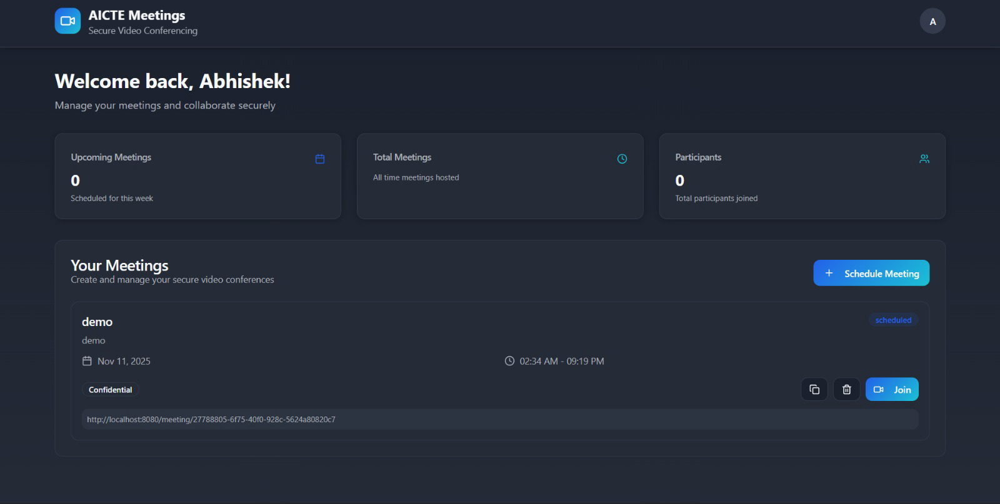 AICTE Meetings
Secure Video Conferencing
A
Welcome back, Abhishek!
Manage your meetings and collaborate securely
Upcoming Meetings
0
Scheduled for this week
Total Meetings
All time meetings hosted
Participants
0
Total participants joined
Your Meetings
Create and manage your secure video conferences
+ Schedule Meeting
demo
scheduled
demo
Nov 11, 2025
02:34 AM - 09:19 PM
Confidential
Join
http://localhost:8080/meeting/27788805-6f75-40f0-928c-5624a80820c7